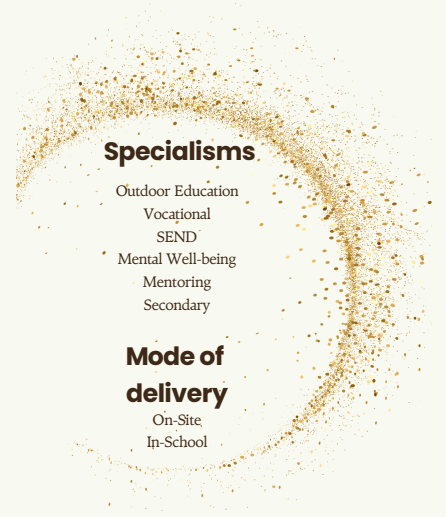 Specialisms
Outdoor Education
Vocational
SEND
Mental Well-being
Mentoring
Secondary
Mode of
delivery
On-Site
In-School